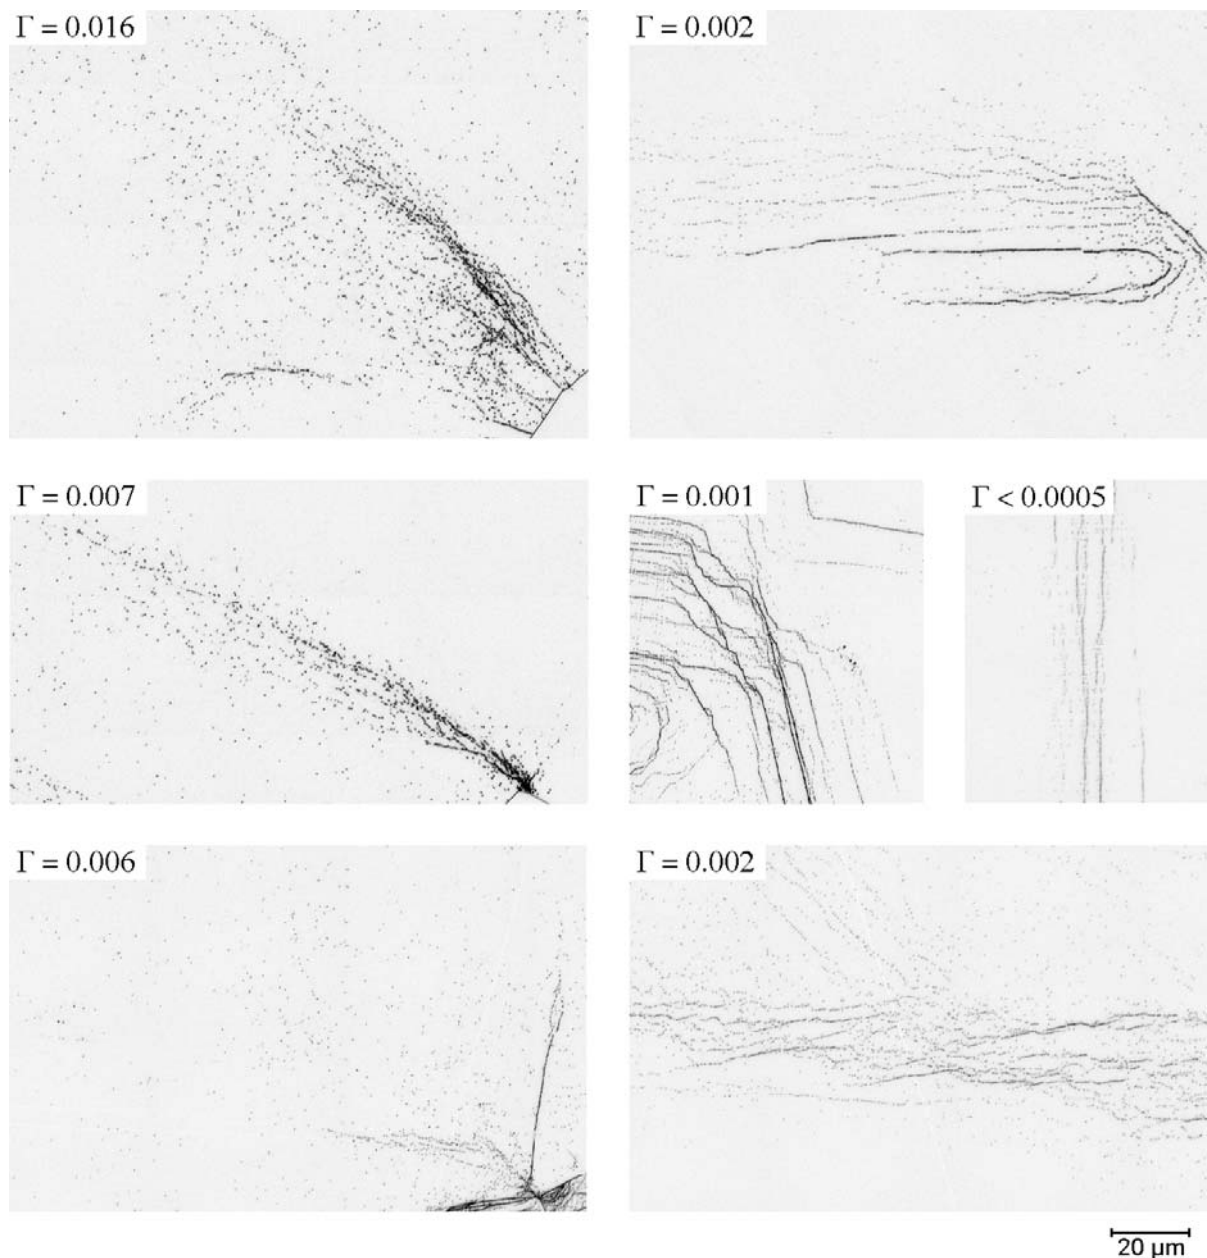 Γ = 0.016
Γ = 0.002
Γ = 0.007
Γ = 0.001
Γ < 0.0005
Γ = 0.006
Γ = 0.002
20 μm